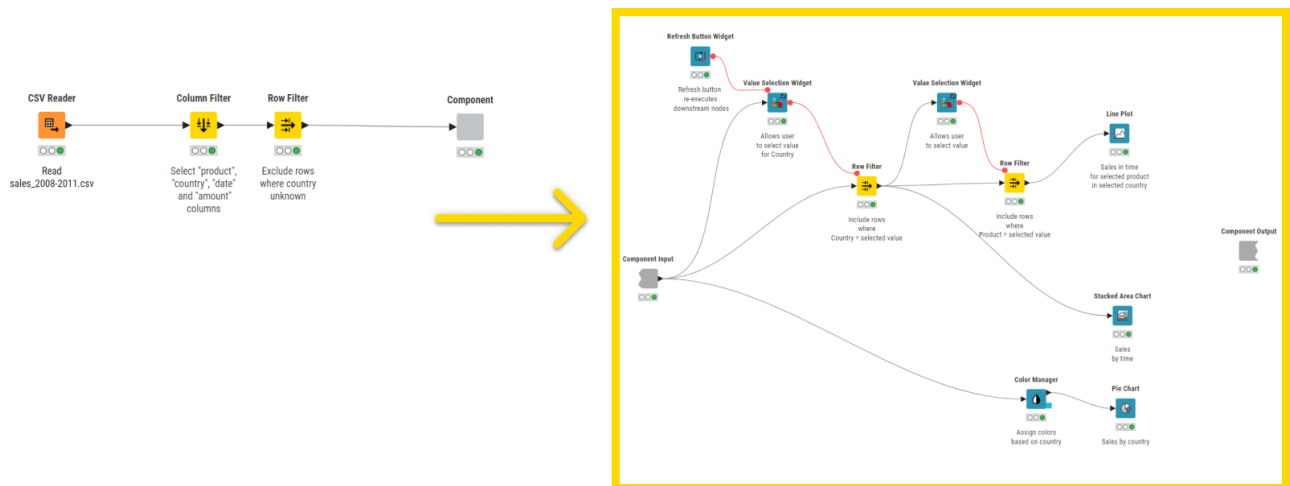 CSV Reader
Read
sales_2008-2011.csv
Column Filter
Select "product",
"country", "date"
and "amount"
columns
Row Filter
Exclude rows
where country
unknown
Component
Refresh Button Widget
Refresh button
re-executes
downstream nodes
Value Selection Widget
Allows user
to select value
for Country
Value Selection Widget
Allows user
to select value
Line Plot
Sales in time
for selected product
in selected country
Row Filter
Include rows
where
Country = selected value
Row Filter
Include rows
where
Product = selected value
Component Input
Component Output
Stacked Area Chart
Sales
by time
Color Manager
Assign colors
based on country
Pie Chart
Sales by country